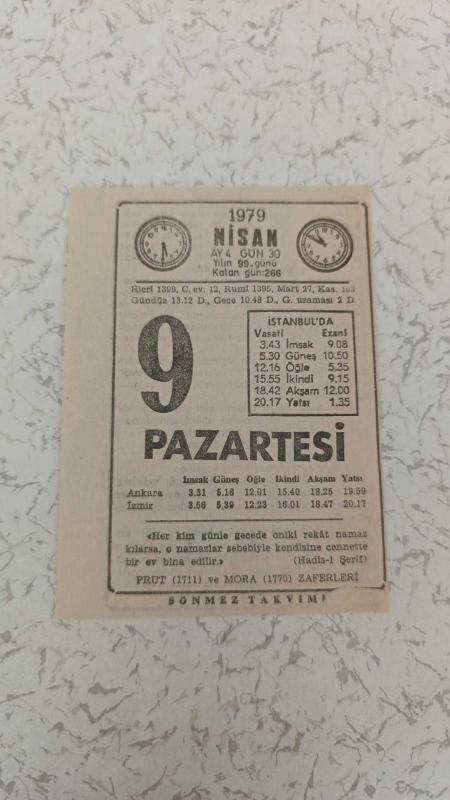 1979
NİSAN
AY 4 GÜN 30
Yılın 99. günü
Kalan gün: 266
Hicri 1399, C. ev. 12, Rumi 1395, Mart 27, Kas. 153
Gündüz 13.12 D., Gece 10.48 D., G. uzaması 2 D.
9
İSTANBUL'DA
Vasati Ezani
3.43 İmsak 9.08
5.30 Güneş 10.50
12.16 Öğle 5.35
15.55 İkindi 9.15
18.42 Akşam 12.00
20.17 Yatsı 1.35
PAZARTESİ
İmsak Güneş Öğle İkindi Akşam Yatsı
Ankara 3.31 5.16 12.01 15.40 18.25 19.59
İzmir 3.56 5.39 12.23 16.01 18.47 20.17
«Her kim günle gecede oniki rekât namaz
kılarsa, o namazlar sebebiyle kendisine cennette
bir ev bina edilir.» (Hadis-i Şerif)
PRUT (1711) ve MORA (1770) ZAFERLERİ
SÖNMEZ TAKVİMİ